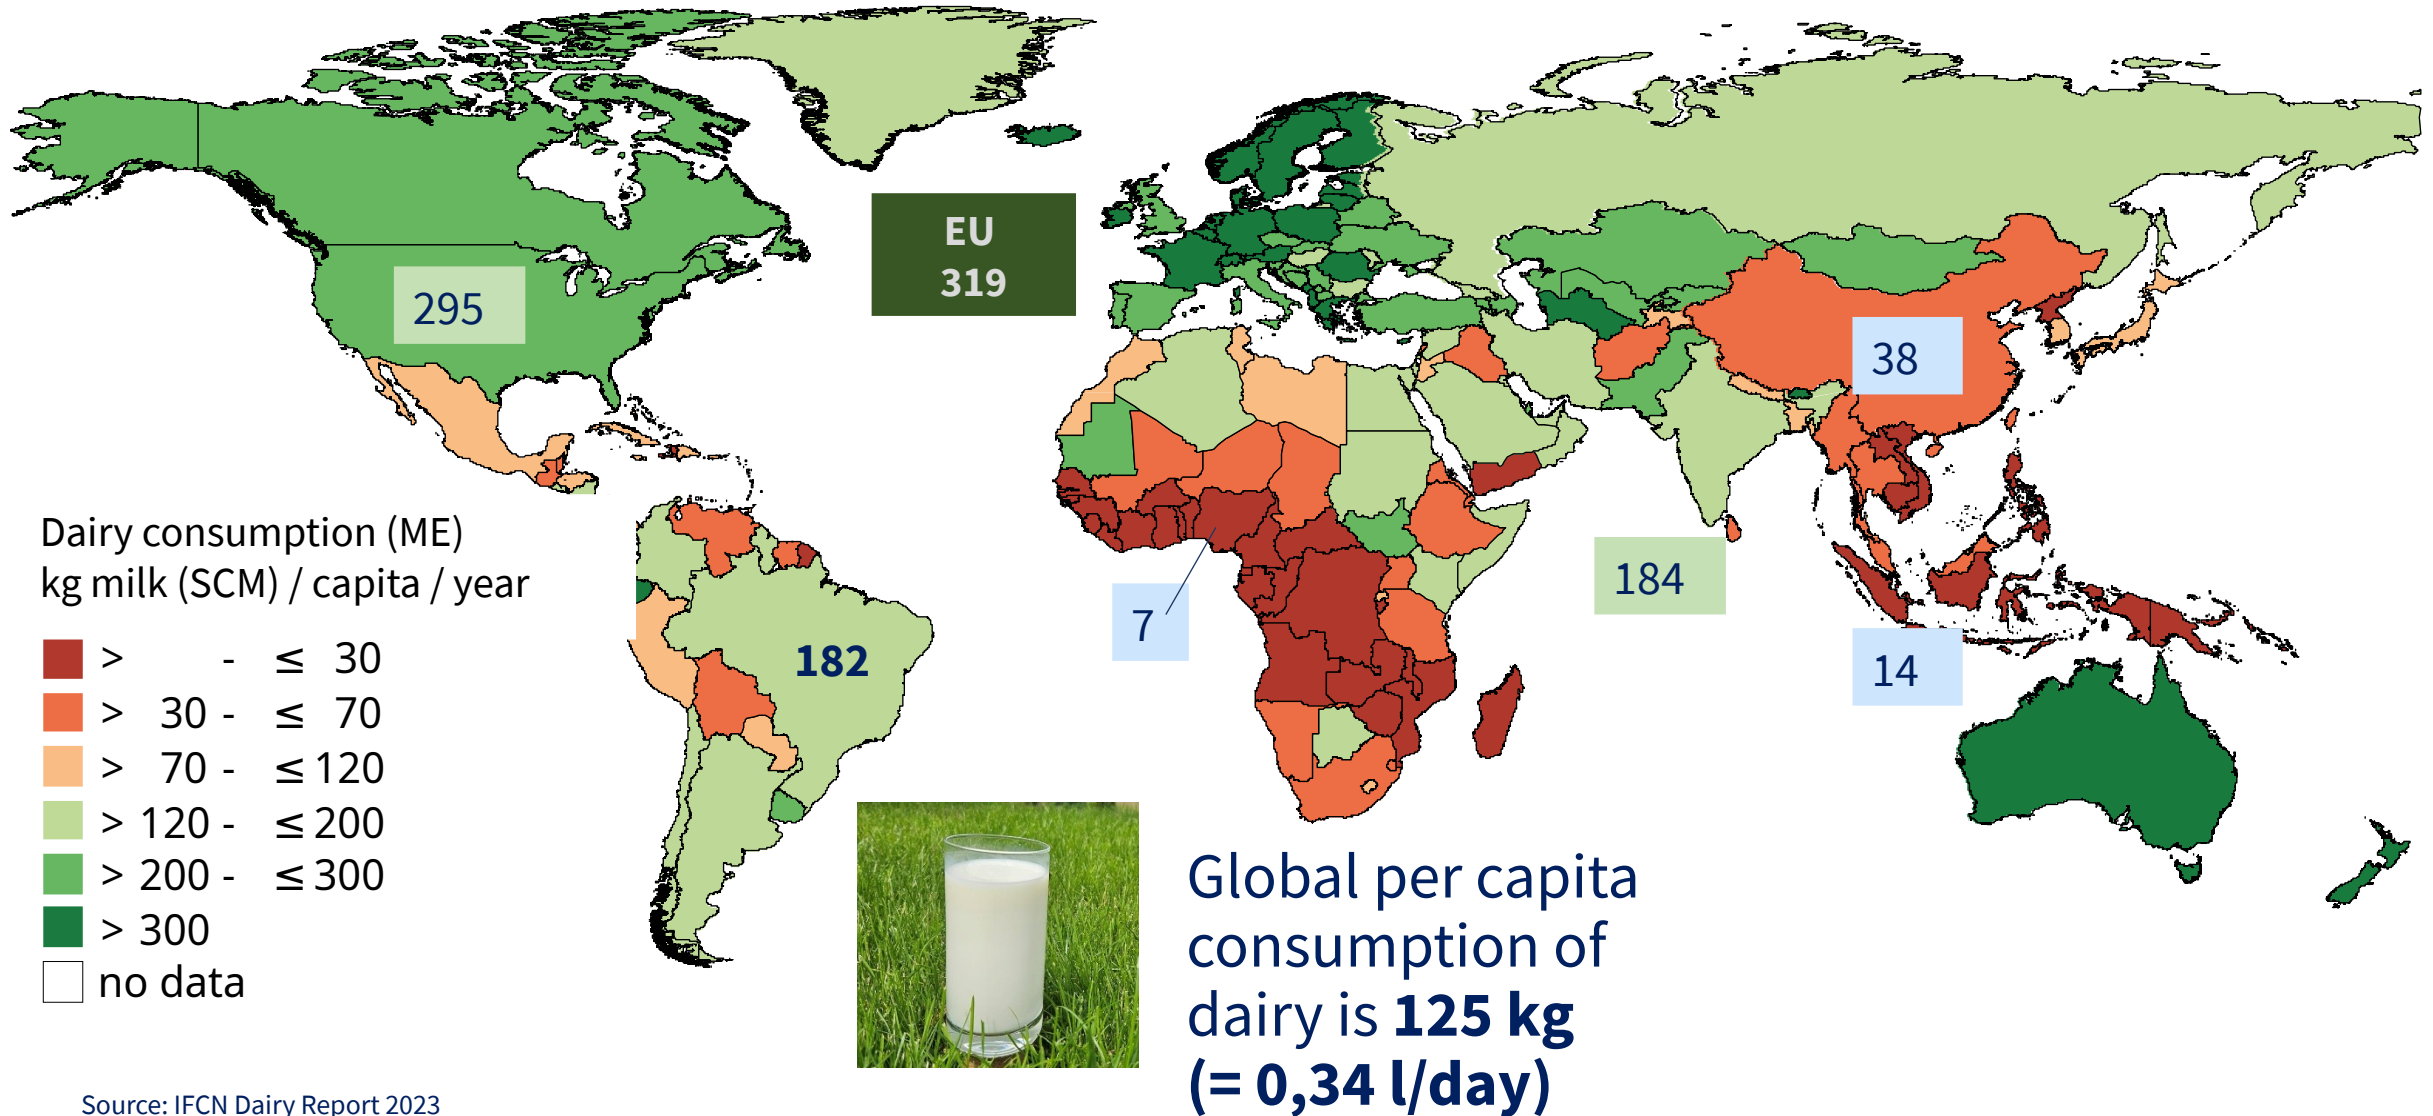 EU
319
295
38
7
184
14
182
Dairy consumption (ME)
kg milk (SCM) / capita / year
> - ≤ 30
> 30 - ≤ 70
> 70 - ≤ 120
> 120 - ≤ 200
> 200 - ≤ 300
> 300
no data
Global per capita
consumption of
dairy is 125 kg
(= 0,34 l/day)
Source: IFCN Dairy Report 2023